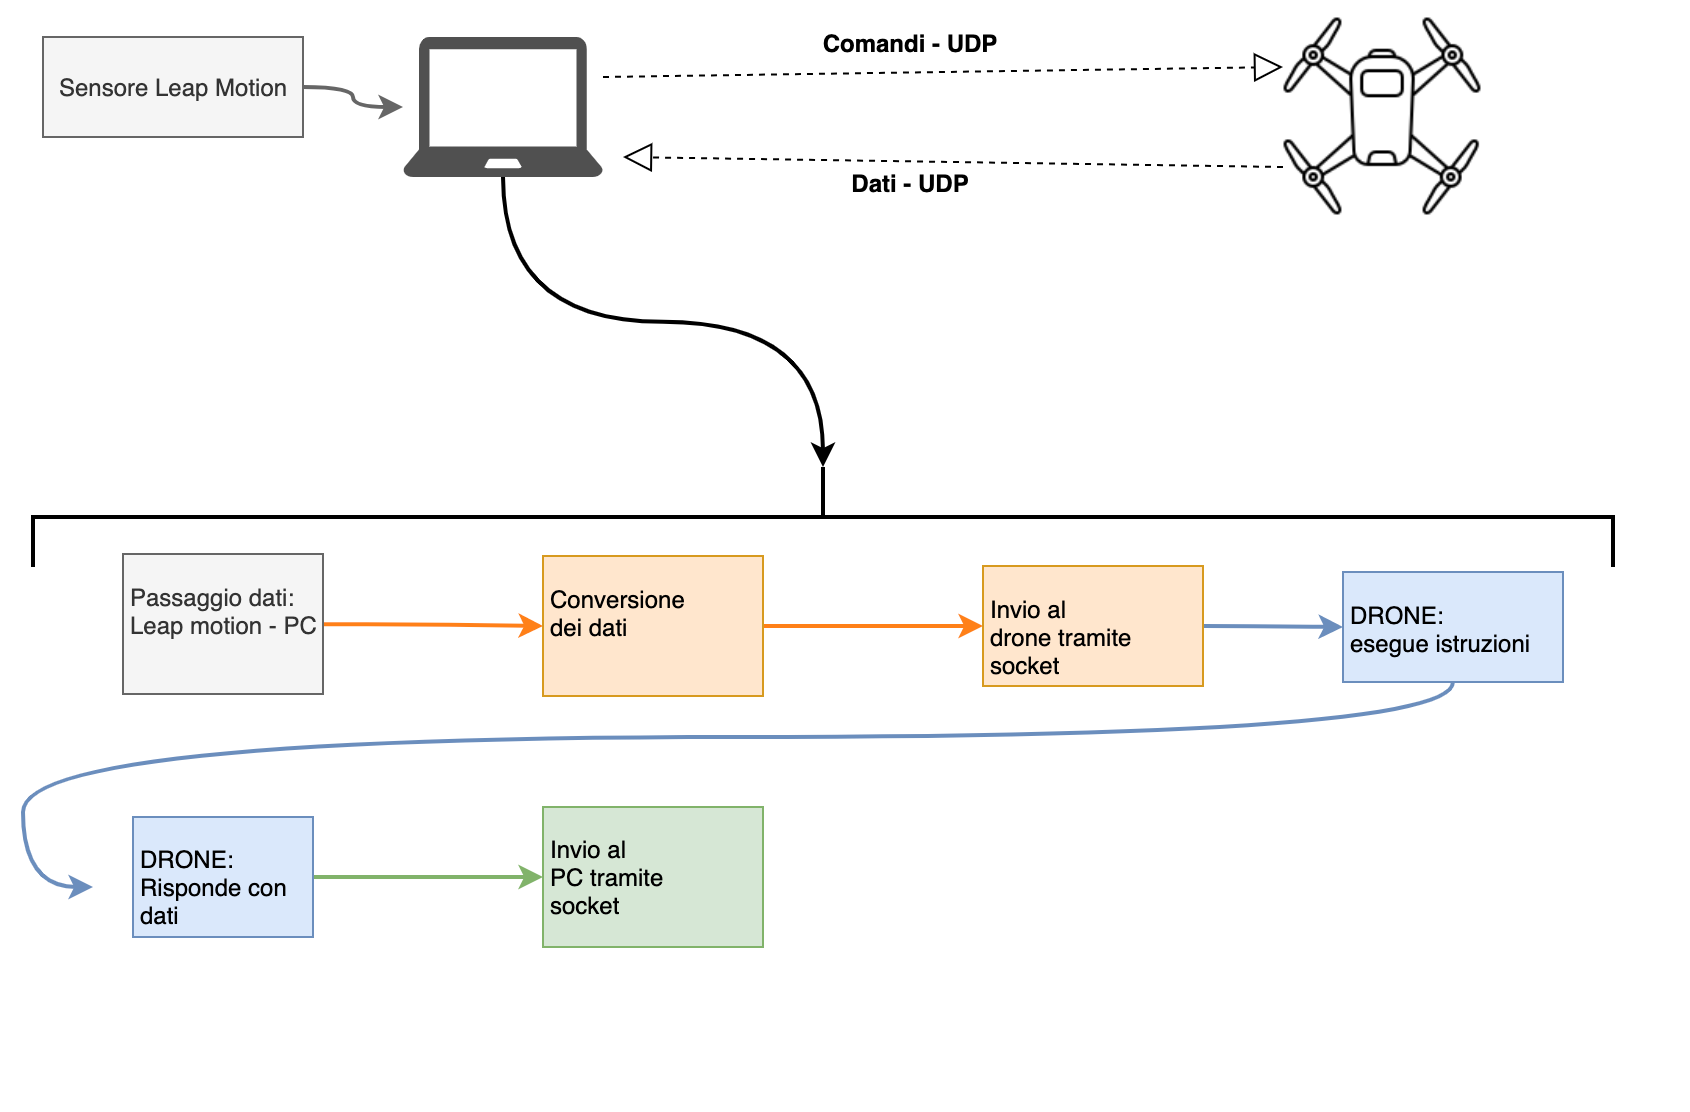 Sensore Leap Motion
Comandi - UDP
Dati - UDP
Passaggio dati:
Leap motion - PC
Conversione
dei dati
Invio al
drone tramite
socket
DRONE:
esegue istruzioni
DRONE:
Risponde con
dati
Invio al
PC tramite
socket